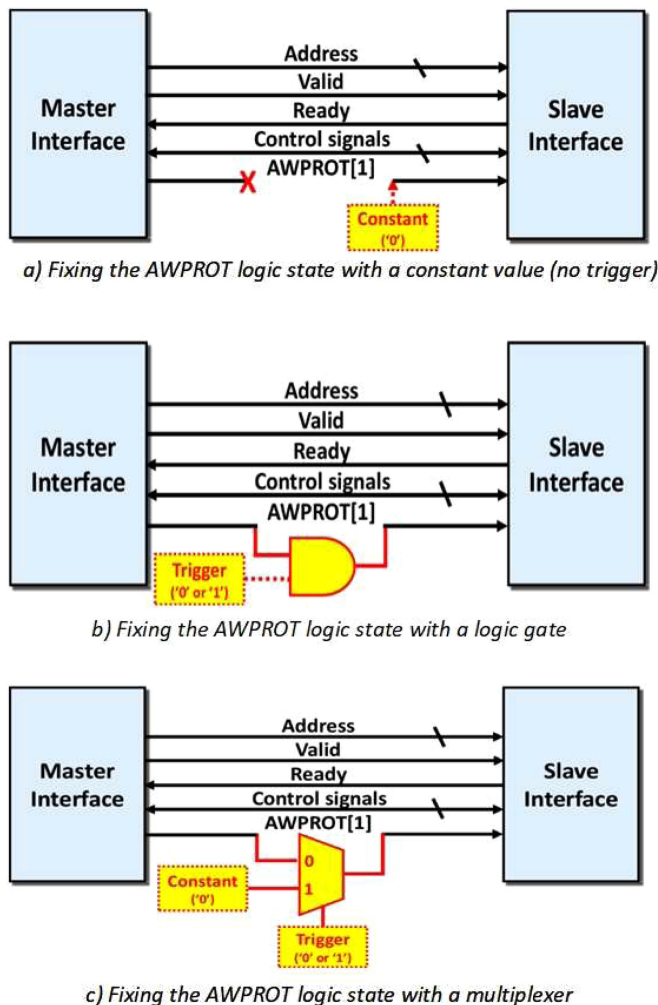 Master
Interface
Address
Valid
Ready
Control signals
AWPROT[1]
Constant
('0')
Slave
Interface
a) Fixing the AWPROT logic state with a constant value (no trigger)
Master
Interface
Address
Valid
Ready
Control signals
AWPROT[1]
Trigger
('0' or '1')
Slave
Interface
b) Fixing the AWPROT logic state with a logic gate
Master
Interface
Address
Valid
Ready
Control signals
AWPROT[1]
0
1
Constant
('0')
Trigger
('0' or '1')
Slave
Interface
c) Fixing the AWPROT logic state with a multiplexer